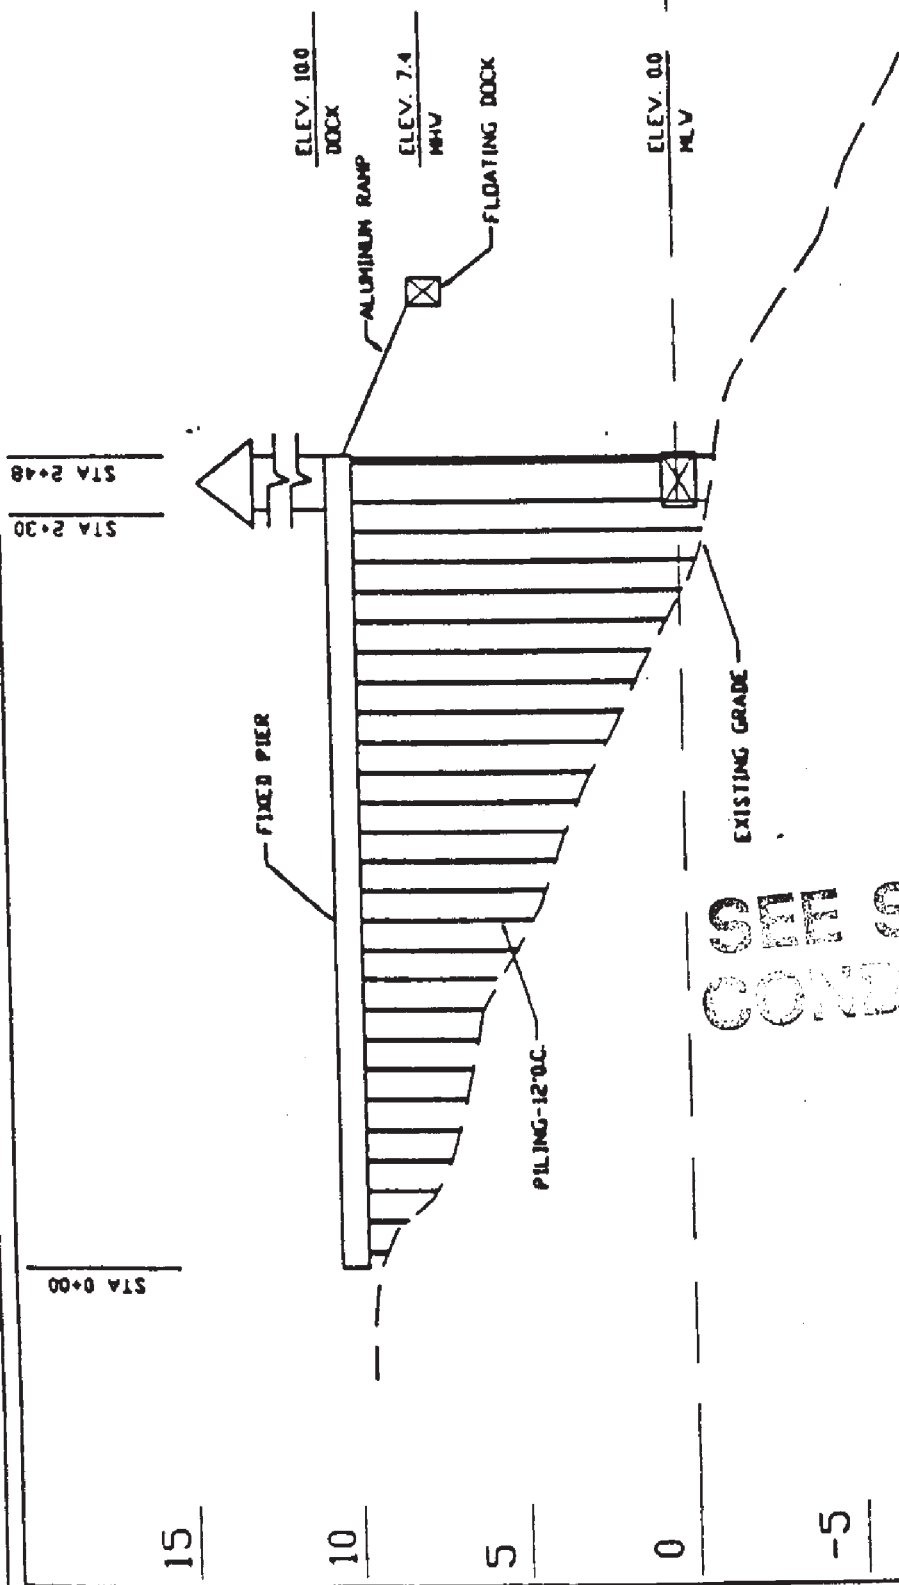 STA 0+00
STA 2+30
STA 2+48
FIXED PIER
ALUMINUM RAMP
FLOATING DOCK
ELEV. 10.0
DOCK
ELEV. 7.4
MHW
ELEV. 0.0
MLW
PILING-12'O.C.
EXISTING GRADE
15
10
5
0
-5
SEE S
COND